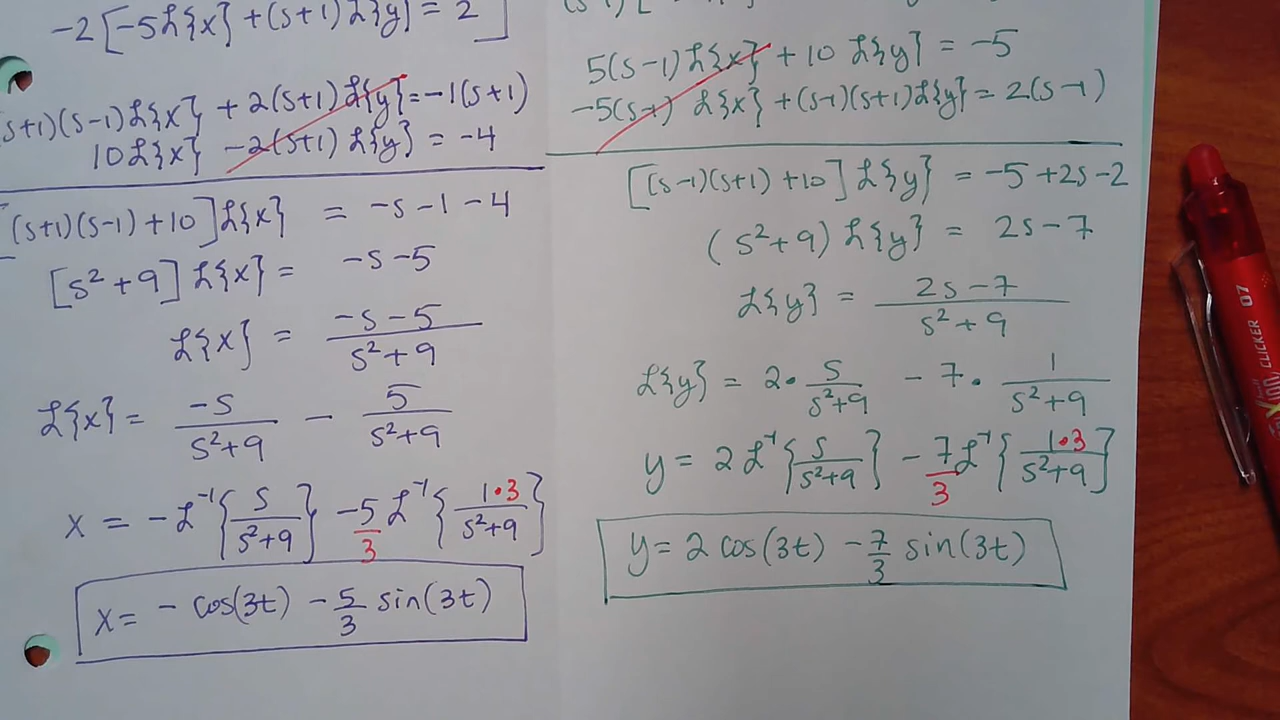 -2[-5ℒ{x} + (s+1)ℒ{y} = 2]
s+1)(s-1)ℒ{x} + 2(s+1)ℒ{y} = -1(s+1)
10ℒ{x} -2(s+1)ℒ{y} = -4
[(s+1)(s-1)+10]ℒ{x} = -s-1-4
[s²+9]ℒ{x} = -s-5
ℒ{x} = (-s-5)/(s²+9)
ℒ{x} = -s/(s²+9) - 5/(s²+9)
x = -ℒ⁻¹{s/(s²+9)} -5/3 ℒ⁻¹{1·3/(s²+9)}
x = -cos(3t) - 5/3 sin(3t)
5(s-1)ℒ{x} + 10ℒ{y} = -5
-5(s-1)ℒ{x} + (s-1)(s+1)ℒ{y} = 2(s-1)
[(s-1)(s+1)+10]ℒ{y} = -5+2s-2
(s²+9)ℒ{y} = 2s-7
ℒ{y} = (2s-7)/(s²+9)
ℒ{y} = 2·s/(s²+9) - 7·1/(s²+9)
y = 2ℒ⁻¹{s/(s²+9)} - 7/3 ℒ⁻¹{1·3/(s²+9)}
y = 2 cos(3t) - 7/3 sin(3t)
CLICKER 07